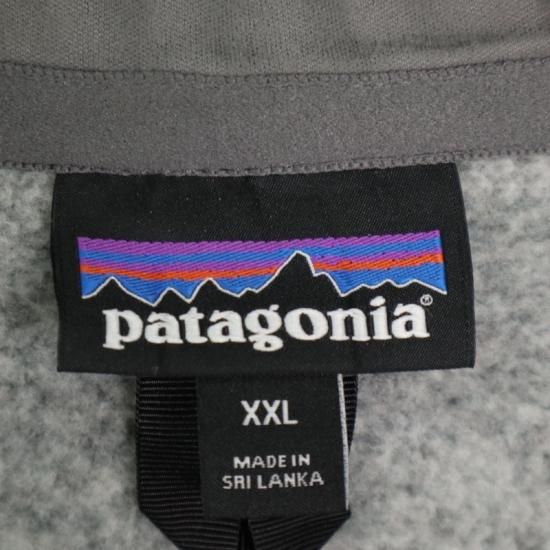 patagonia®
XXL
MADE IN
SRI LANKA